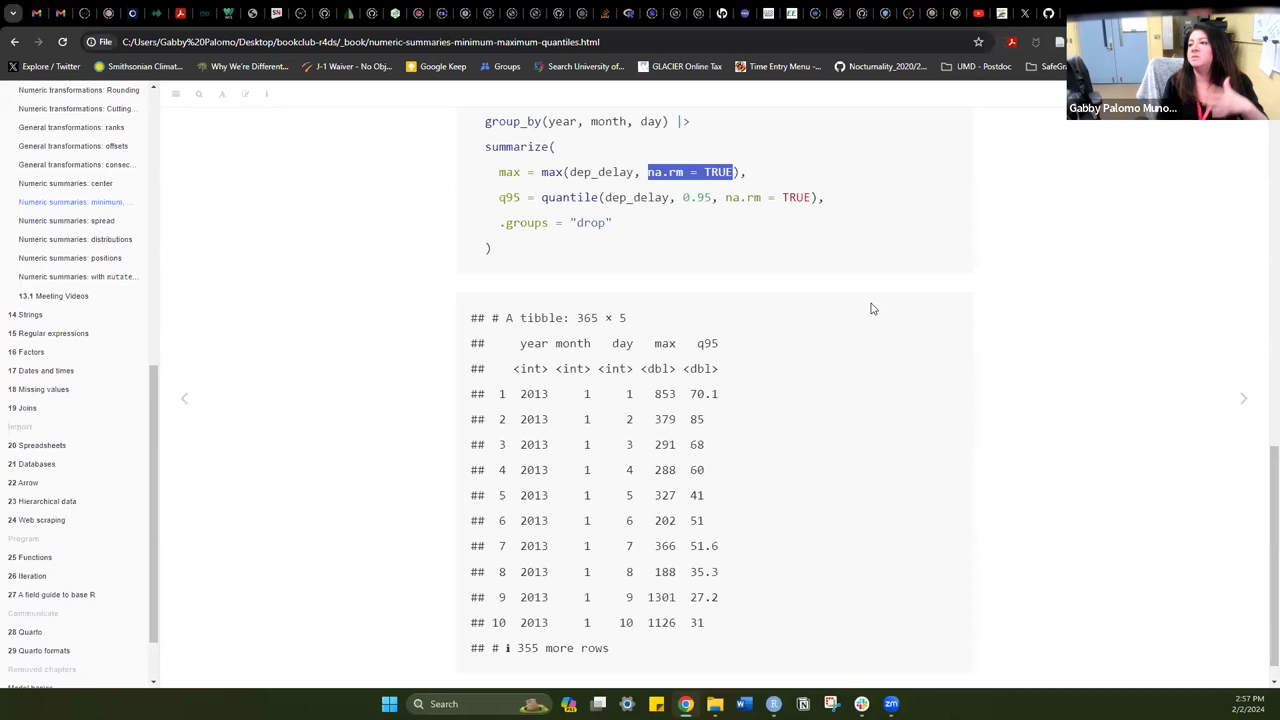 File
C:/Users/Gabby%20Palomo/Desktop/bookclub-r4ds/_book/numeric-summaries-minimum-maximum-quantiles.html
Explore / Twitter
Smithsonian Climat...
Why We're Different...
J-1 Waiver - No Obj...
Google Keep
Groups
Search University of...
GLACIER Online Tax
Entry Menu -...
Nocturnality_2020/2...
UMD - Postdoc
SafeGra
Gabby Palomo Muno...
Numeric transformations: Rounding
Numeric transformations: Cutting...
General transformations: ranks
General transformations: offsets
General transformations: consec...
Numeric summaries: center
Numeric summaries: minimum, ...
Numeric summaries: spread
Numeric summaries: distributions
Numeric summaries: positions
Numeric summaries: with mutate...
13.1 Meeting Videos
14 Strings
15 Regular expressions
16 Factors
17 Dates and times
18 Missing values
19 Joins
Import
20 Spreadsheets
21 Databases
22 Arrow
23 Hierarchical data
24 Web scraping
Program
25 Functions
26 Iteration
27 A field guide to base R
Communicate
28 Quarto
29 Quarto formats
Removed chapters
group_by(year, month, day) |>
summarize(
max = max(dep_delay, na.rm = TRUE),
q95 = quantile(dep_delay, 0.95, na.rm = TRUE),
.groups = "drop"
)
## # A tibble: 365 × 5
## year month day max q95
## <int> <int> <int> <dbl> <dbl>
## 1 2013 1 1 853 70.1
## 2 2013 1 2 379 85
## 3 2013 1 3 291 68
## 4 2013 1 4 288 60
## 5 2013 1 5 327 41
## 6 2013 1 6 202 51
## 7 2013 1 7 366 51.6
## 8 2013 1 8 188 35.3
## 9 2013 1 9 1301 27.2
## 10 2013 1 10 1126 31
## # ℹ 355 more rows
Search
2:57 PM
2/2/2024